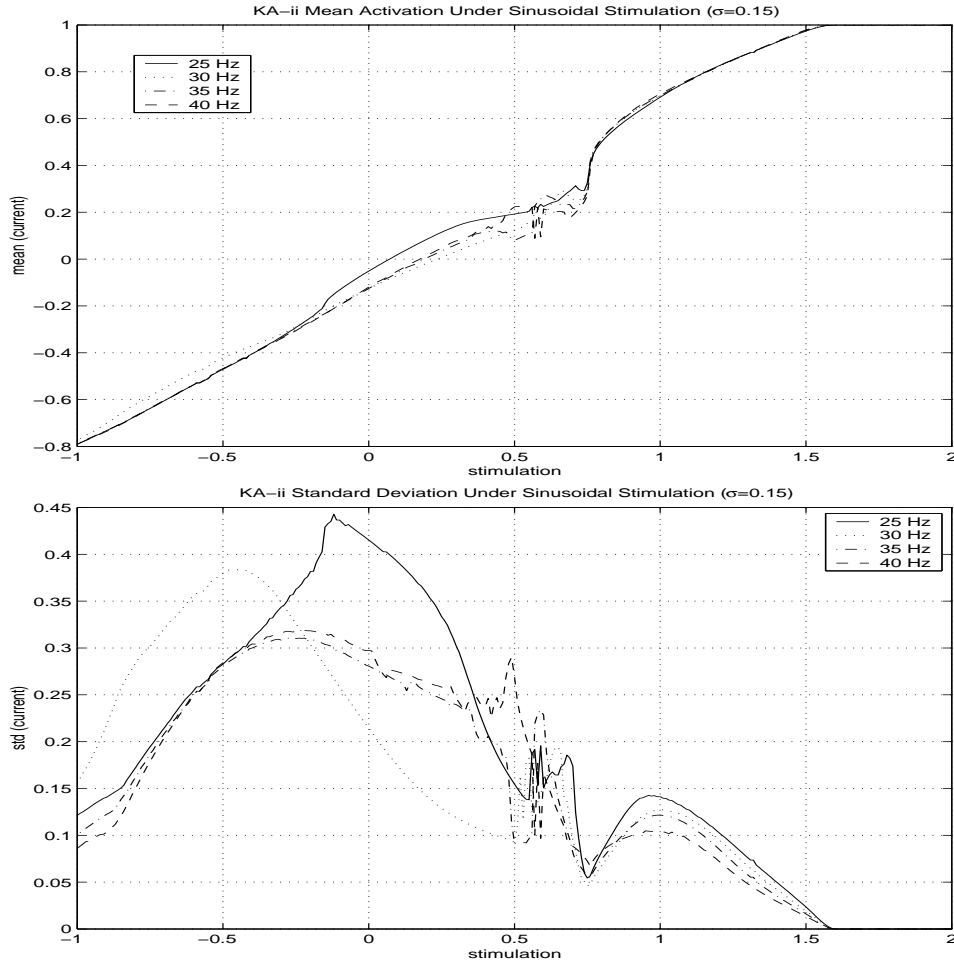 KA−ii Mean Activation Under Sinusoidal Stimulation (σ=0.15)
1
0.8
0.6
0.4
0.2
0
−0.2
−0.4
−0.6
−0.8
mean (current)
25 Hz
30 Hz
35 Hz
40 Hz
−1
−0.5
0
0.5
1
1.5
2
stimulation
KA−ii Standard Deviation Under Sinusoidal Stimulation (σ=0.15)
0.45
0.4
0.35
0.3
0.25
0.2
0.15
0.1
0.05
0
std (current)
25 Hz
30 Hz
35 Hz
40 Hz
−1
−0.5
0
0.5
1
1.5
2
stimulation